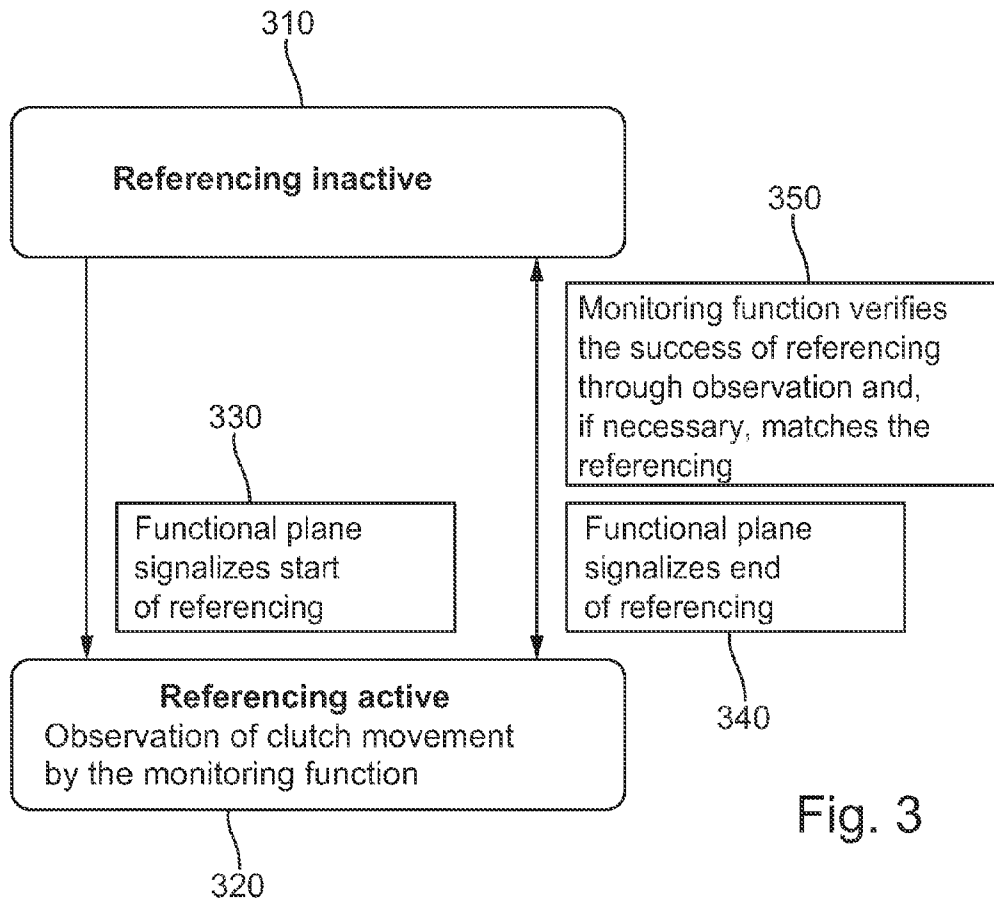 310
Referencing inactive
350
Monitoring function verifies
the success of referencing
through observation and,
if necessary, matches the
referencing
330
Functional plane
signalizes start
of referencing
Functional plane
signalizes end
of referencing
340
Referencing active
Observation of clutch movement
by the monitoring function
320
Fig. 3